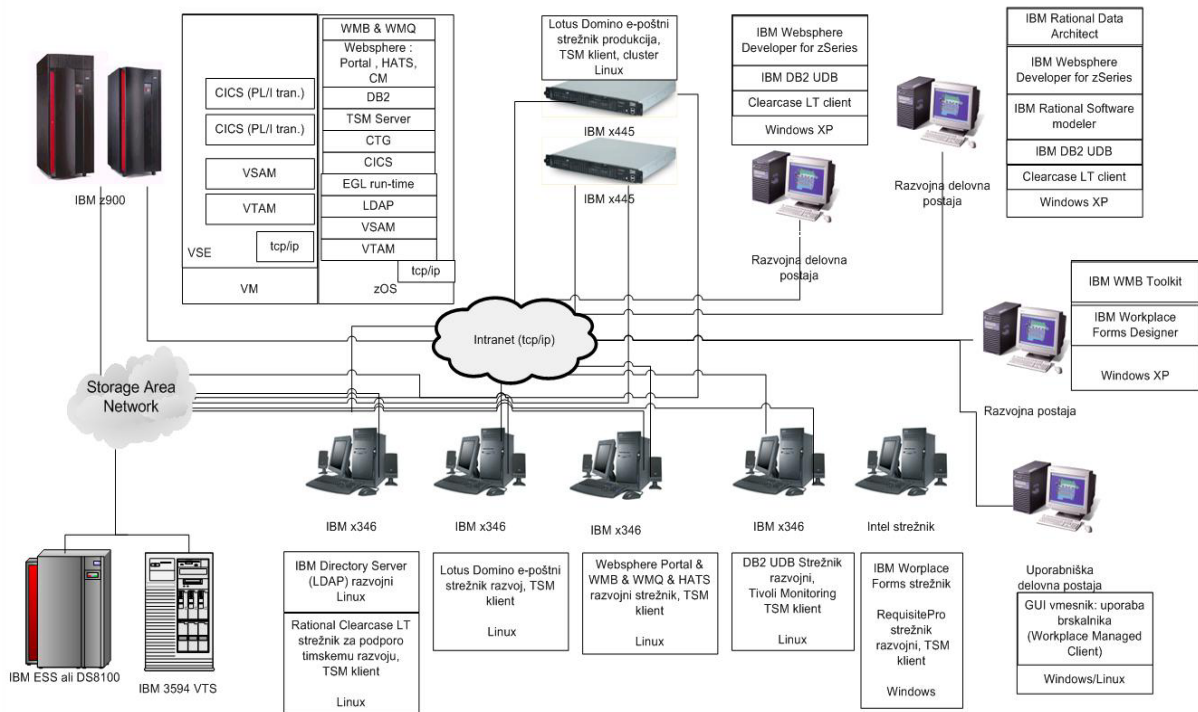 IBM z900
CICS (PL/I tran.)
CICS (PL/I tran.)
VSAM
VTAM
tcp/ip
VSE
VM
WMB & WMQ
Websphere :
Portal , HATS,
CM
DB2
TSM Server
CTG
CICS
EGL run-time
LDAP
VSAM
VTAM
tcp/ip
zOS
Lotus Domino e-poštni
strežnik produkcija,
TSM klient, cluster
Linux
IBM x445
IBM x445
IBM Websphere
Developer for zSeries
IBM DB2 UDB
Clearcase LT client
Windows XP
Razvojna delovna
postaja
Razvojna delovna
postaja
IBM Rational Data
Architect
IBM Websphere
Developer for zSeries
IBM Rational Software
modeler
IBM DB2 UDB
Clearcase LT client
Windows XP
IBM WMB Toolkit
IBM Workplace
Forms Designer
Windows XP
Razvojna postaja
Intranet (tcp/ip)
Storage Area
Network
IBM ESS ali DS8100
IBM 3594 VTS
IBM x346
IBM x346
IBM x346
IBM x346
Intel strežnik
IBM Directory Server
(LDAP) razvojni
Linux
Rational Clearcase LT
strežnik za podporo
timskemu razvoju,
TSM klient
Linux
Lotus Domino e-poštni
strežnik razvoj, TSM
klient
Linux
Websphere Portal &
WMB & WMQ & HATS
razvojni strežnik, TSM
klient
Linux
DB2 UDB Strežnik
razvojni,
Tivoli Monitoring
TSM klient
Linux
IBM Worplace
Forms strežnik
RequisitePro
strežnik
razvojni, TSM
klient
Windows
Uporabniška
delovna postaja
GUI vmesnik: uporaba
brskalnika
(Workplace Managed
Client)
Windows/Linux